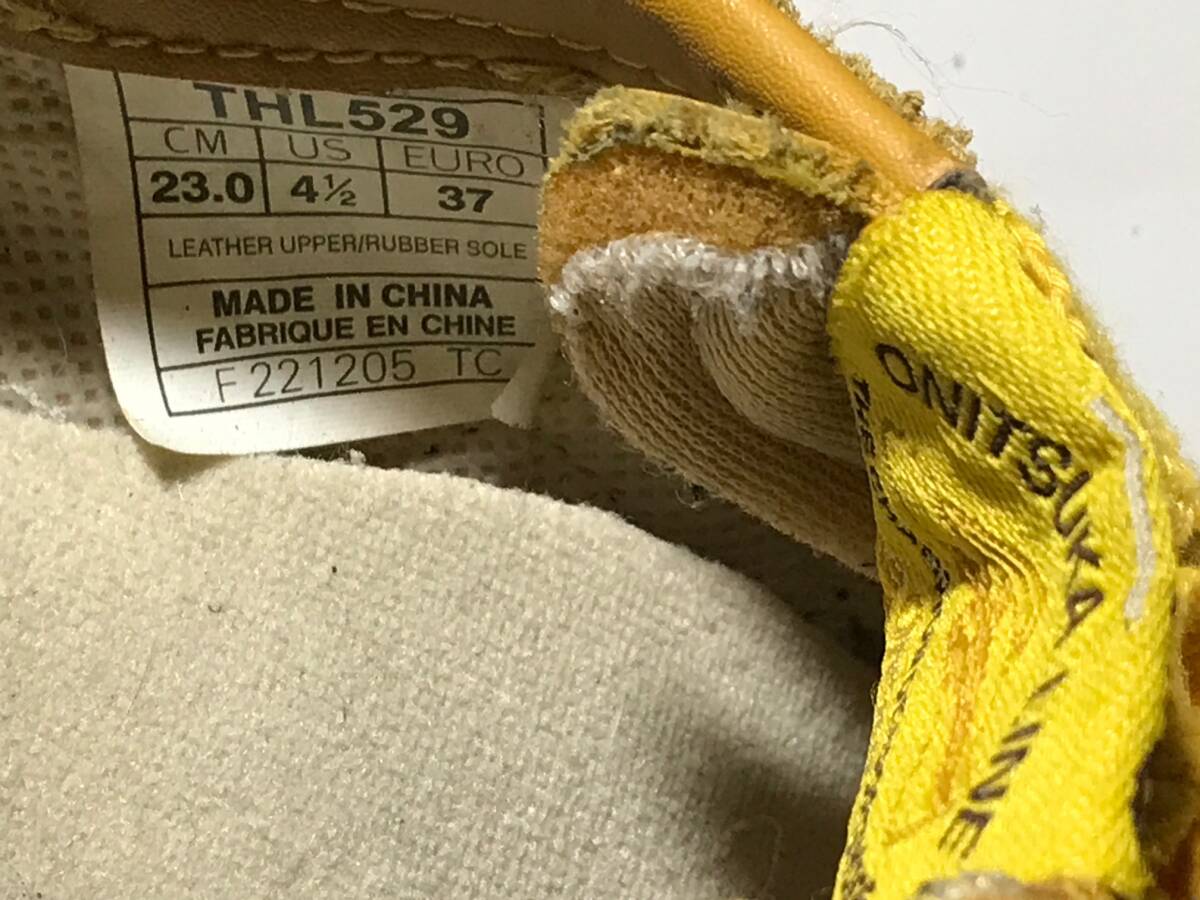 THL529
CM US EURO
23.0 4½ 37
LEATHER UPPER/RUBBER SOLE
MADE IN CHINA
FABRIQUE EN CHINE
F 221205 TC
ONITSUKA